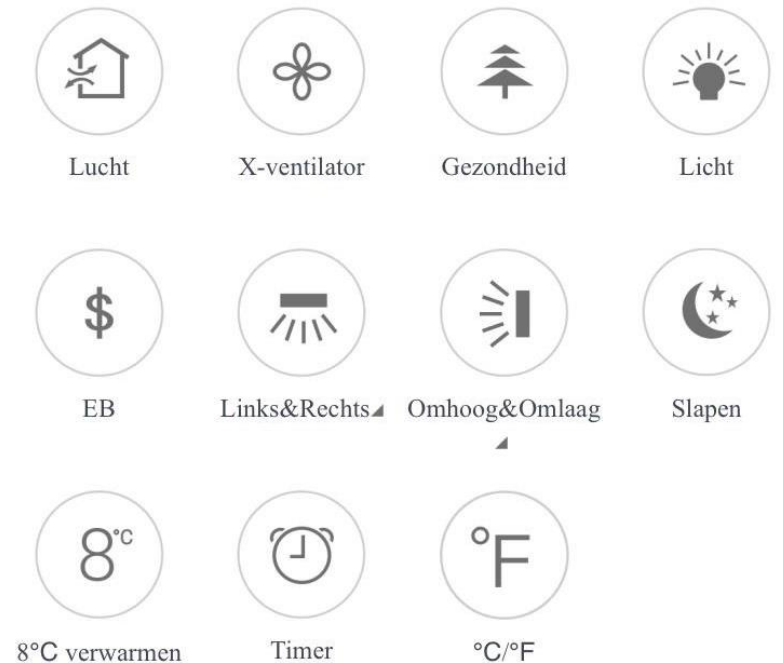 Lucht X-ventilator Gezondheid Licht
$
EB Links&Rechts Omhoog&Omlaag Slapen
8°C °F
8°C verwarmen Timer °C/°F